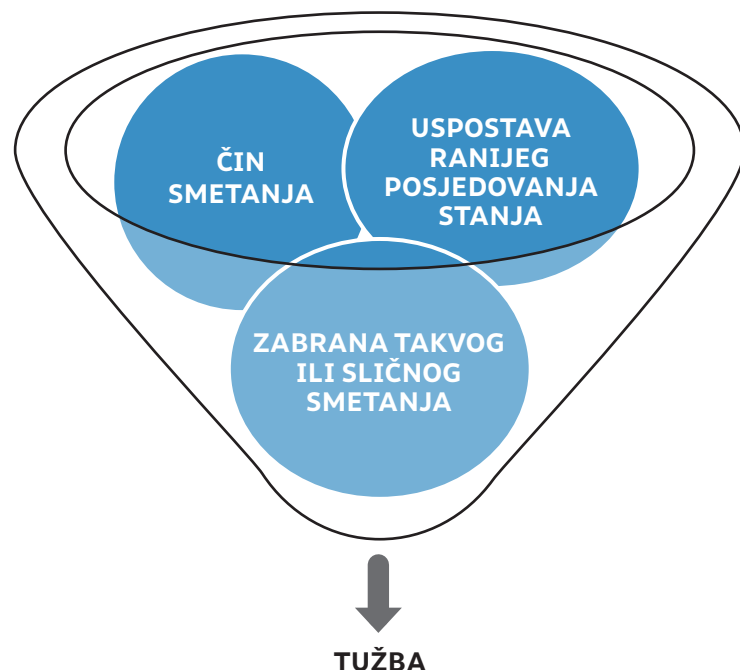 ČIN
SMETANJA
USPOSTAVA
RANIJEG
POSJEDOVANJA
STANJA
ZABRANA TAKVOG
ILI SLIČNOG
SMETANJA
TUŽBA